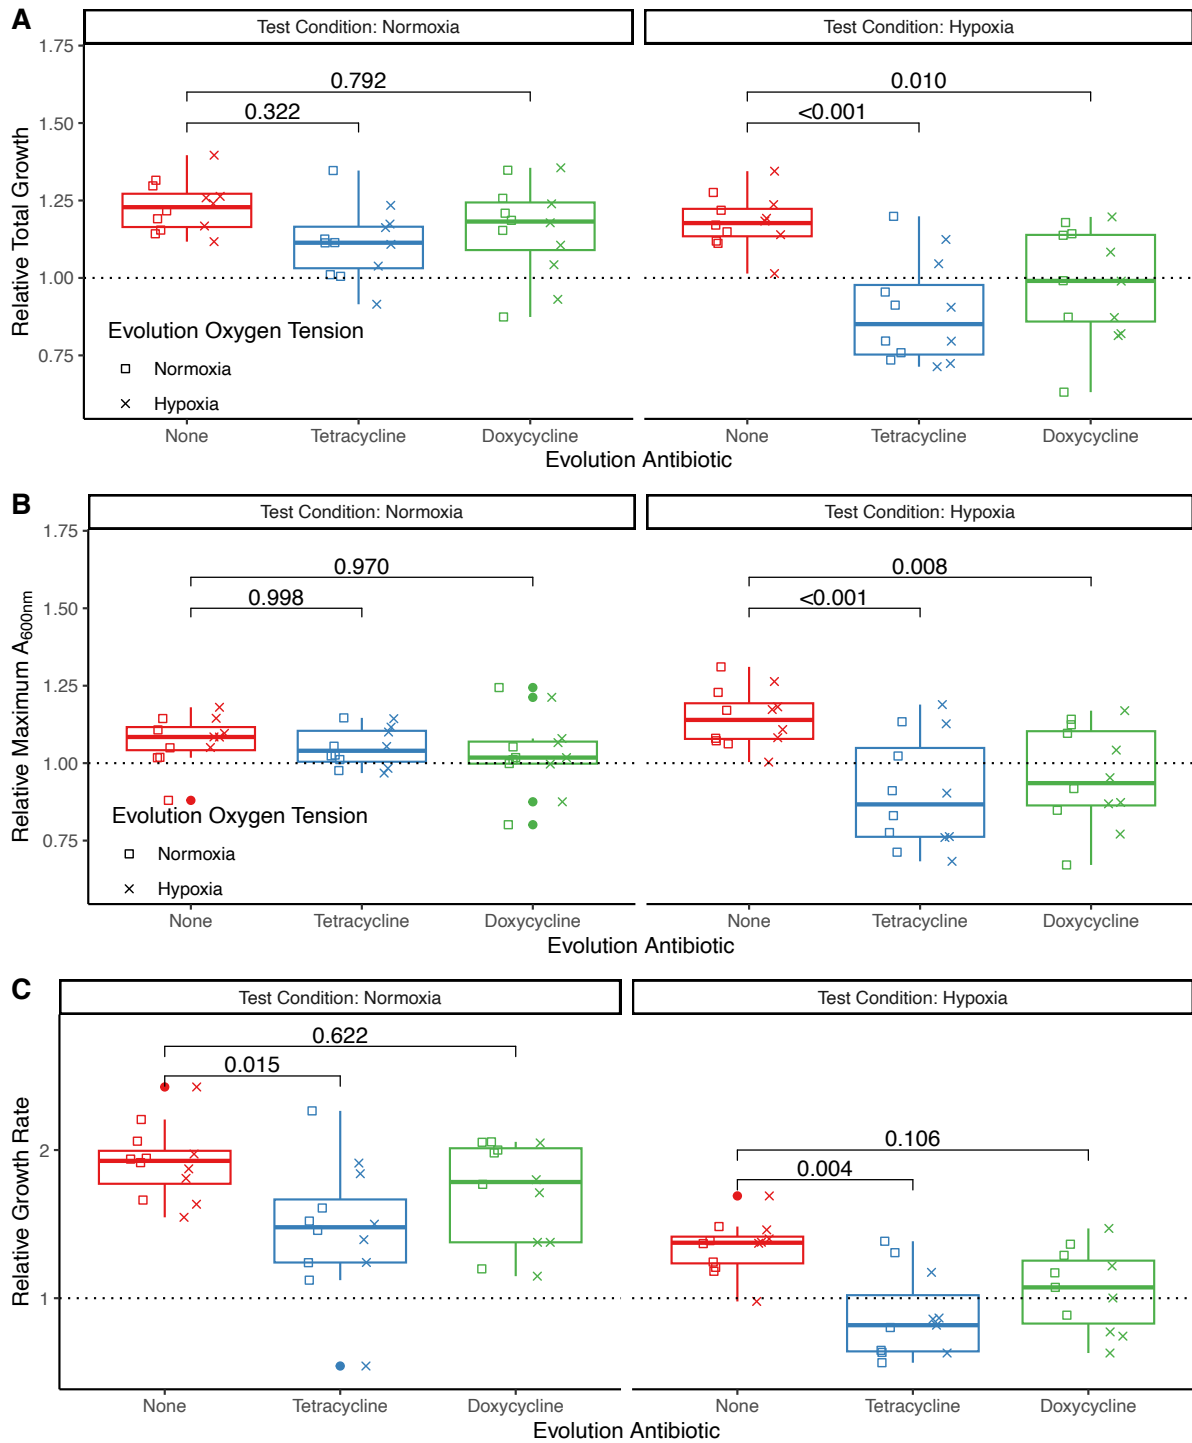 A
Test Condition: Normoxia
Test Condition: Hypoxia
1.75
1.50
1.25
1.00
0.75
Relative Total Growth
0.792
0.322
0.010
<0.001
Evolution Oxygen Tension
Normoxia
Hypoxia
None
Tetracycline
Doxycycline
None
Tetracycline
Doxycycline
Evolution Antibiotic
B
Test Condition: Normoxia
Test Condition: Hypoxia
1.75
1.50
1.25
1.00
0.75
Relative Maximum A600nm
0.970
0.998
0.008
<0.001
Evolution Oxygen Tension
Normoxia
Hypoxia
None
Tetracycline
Doxycycline
None
Tetracycline
Doxycycline
Evolution Antibiotic
C
Test Condition: Normoxia
Test Condition: Hypoxia
2
1
Relative Growth Rate
0.622
0.015
0.106
0.004
None
Tetracycline
Doxycycline
None
Tetracycline
Doxycycline
Evolution Antibiotic